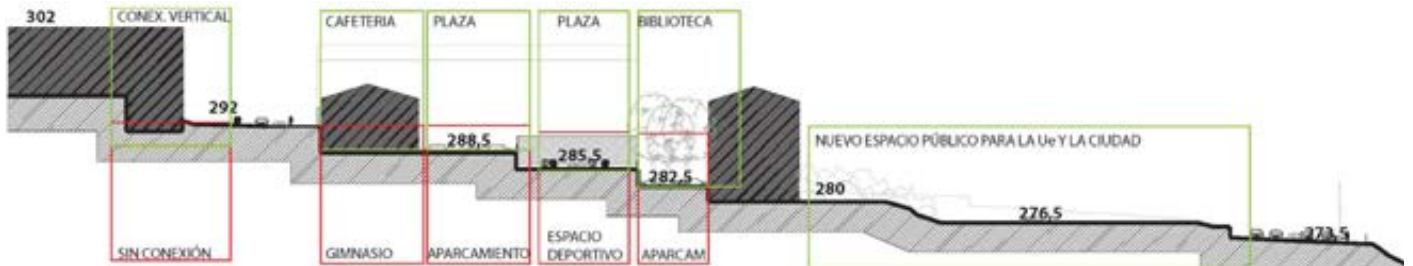 302
CONEX. VERTICAL
CAFETERIA
PLAZA
PLAZA
BIBLIOTECA
292
288,5
285,5
282,5
NUEVO ESPACIO PÚBLICO PARA LA Ue Y LA CIUDAD
280
276,5
273,5
SIN CONEXIÓN
GIMNASIO
APARCAMIENTO
ESPACIO
DEPORTIVO
APARCAM